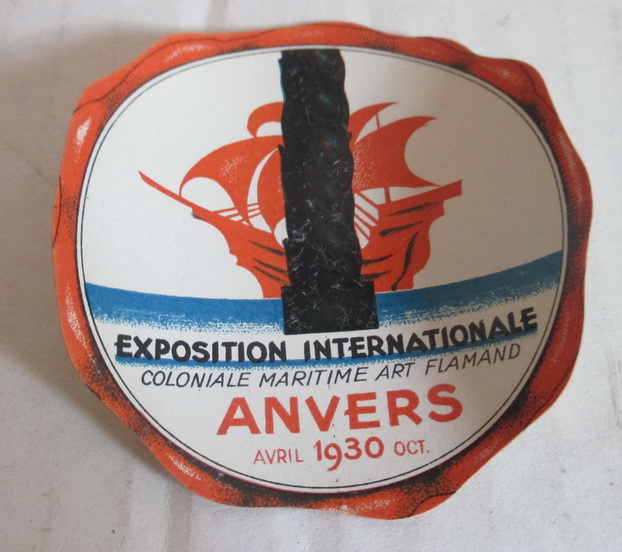 EXPOSITION INTERNATIONALE
COLONIALE MARITIME ART FLAMAND
ANVERS
AVRIL 1930 OCT.